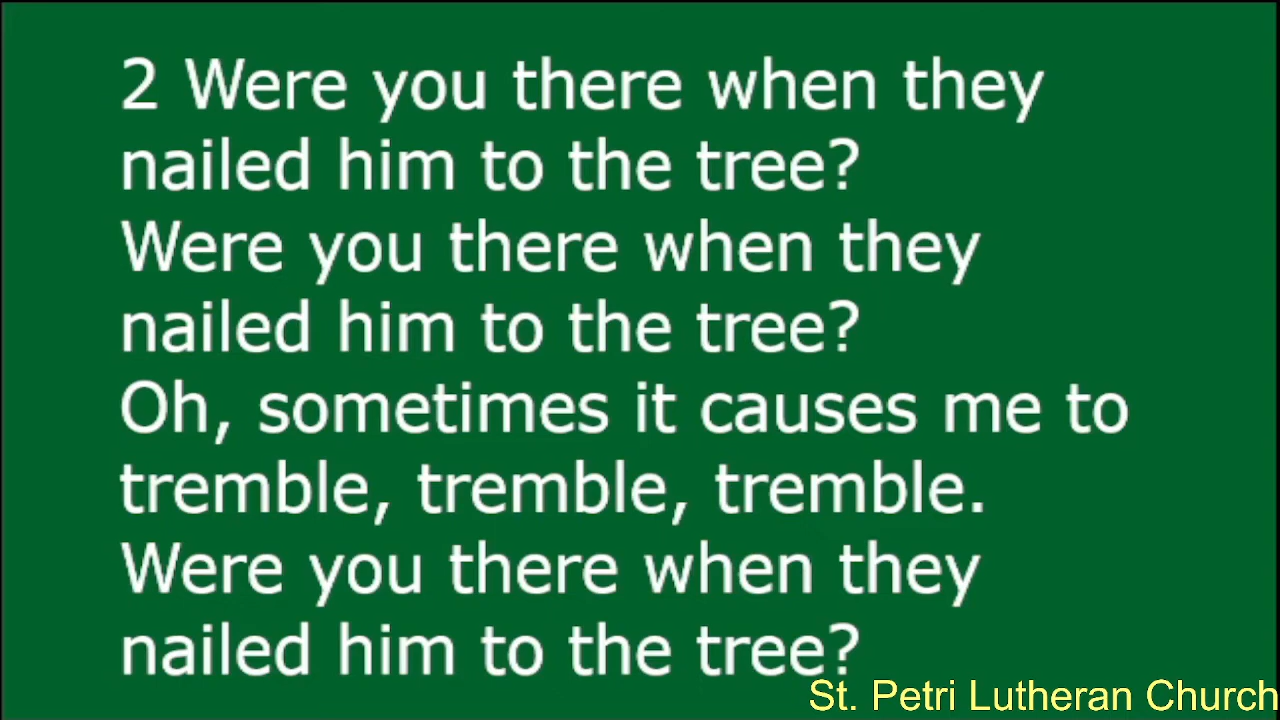 2 Were you there when they
nailed him to the tree?
Were you there when they
nailed him to the tree?
Oh, sometimes it causes me to
tremble, tremble, tremble.
Were you there when they
nailed him to the tree?
St. Petri Lutheran Church